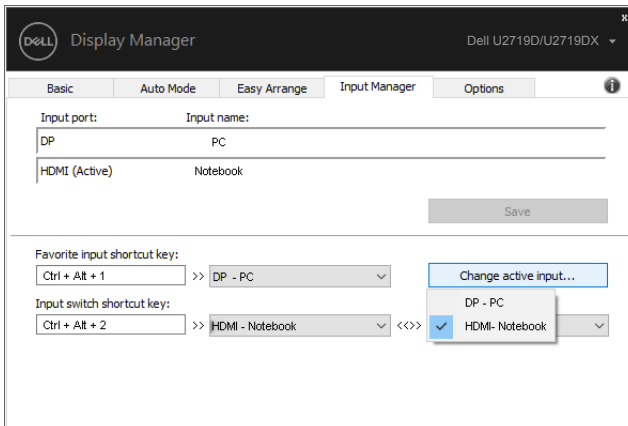 x
DELL Display Manager Dell U2719D/U2719DX
Basic Auto Mode Easy Arrange Input Manager Options i
Input port: Input name:
DP PC
HDMI (Active) Notebook
Save
Favorite input shortcut key:
Ctrl + Alt + 1 >> DP - PC Change active input...
DP - PC
Input switch shortcut key:
Ctrl + Alt + 2 >> HDMI - Notebook <<>> HDMI- Notebook